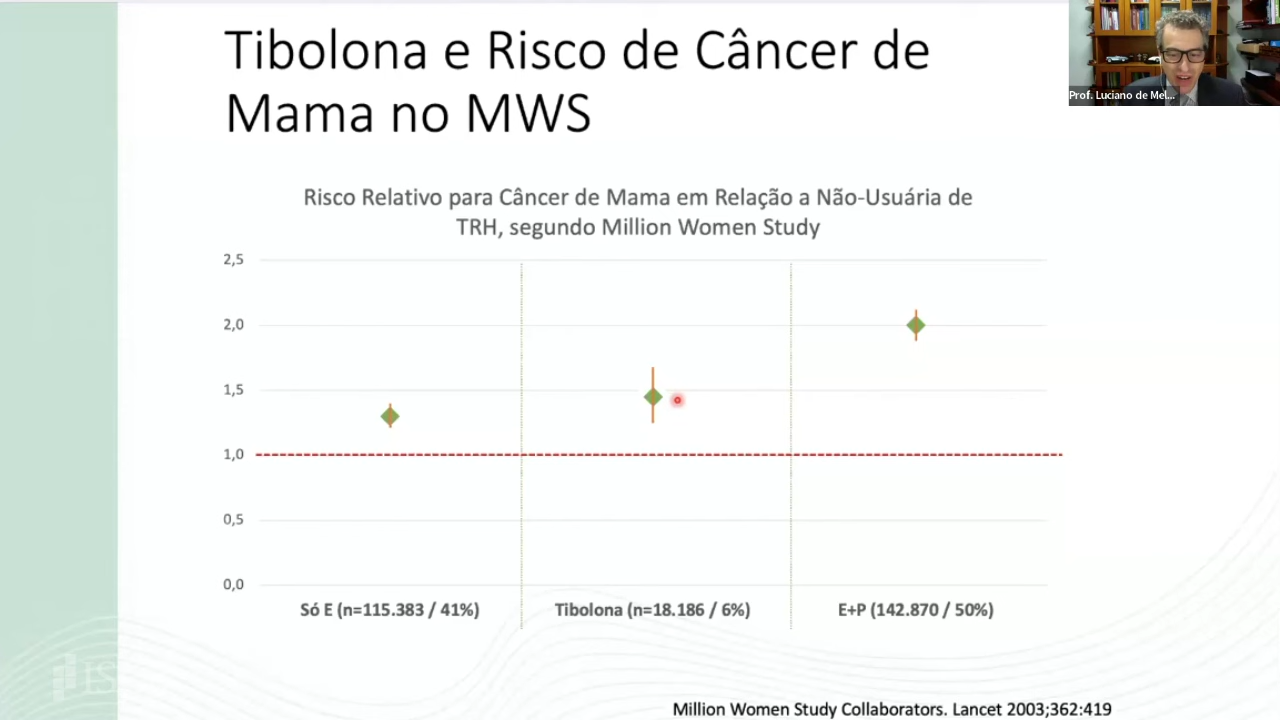 Tibolona e Risco de Câncer de
Mama no MWS
Prof. Luciano de Mel...
Risco Relativo para Câncer de Mama em Relação a Não-Usuária de
TRH, segundo Million Women Study
2,5
2,0
1,5
1,0
0,5
0,0
Só E (n=115.383 / 41%)
Tibolona (n=18.186 / 6%)
E+P (142.870 / 50%)
Million Women Study Collaborators. Lancet 2003;362:419